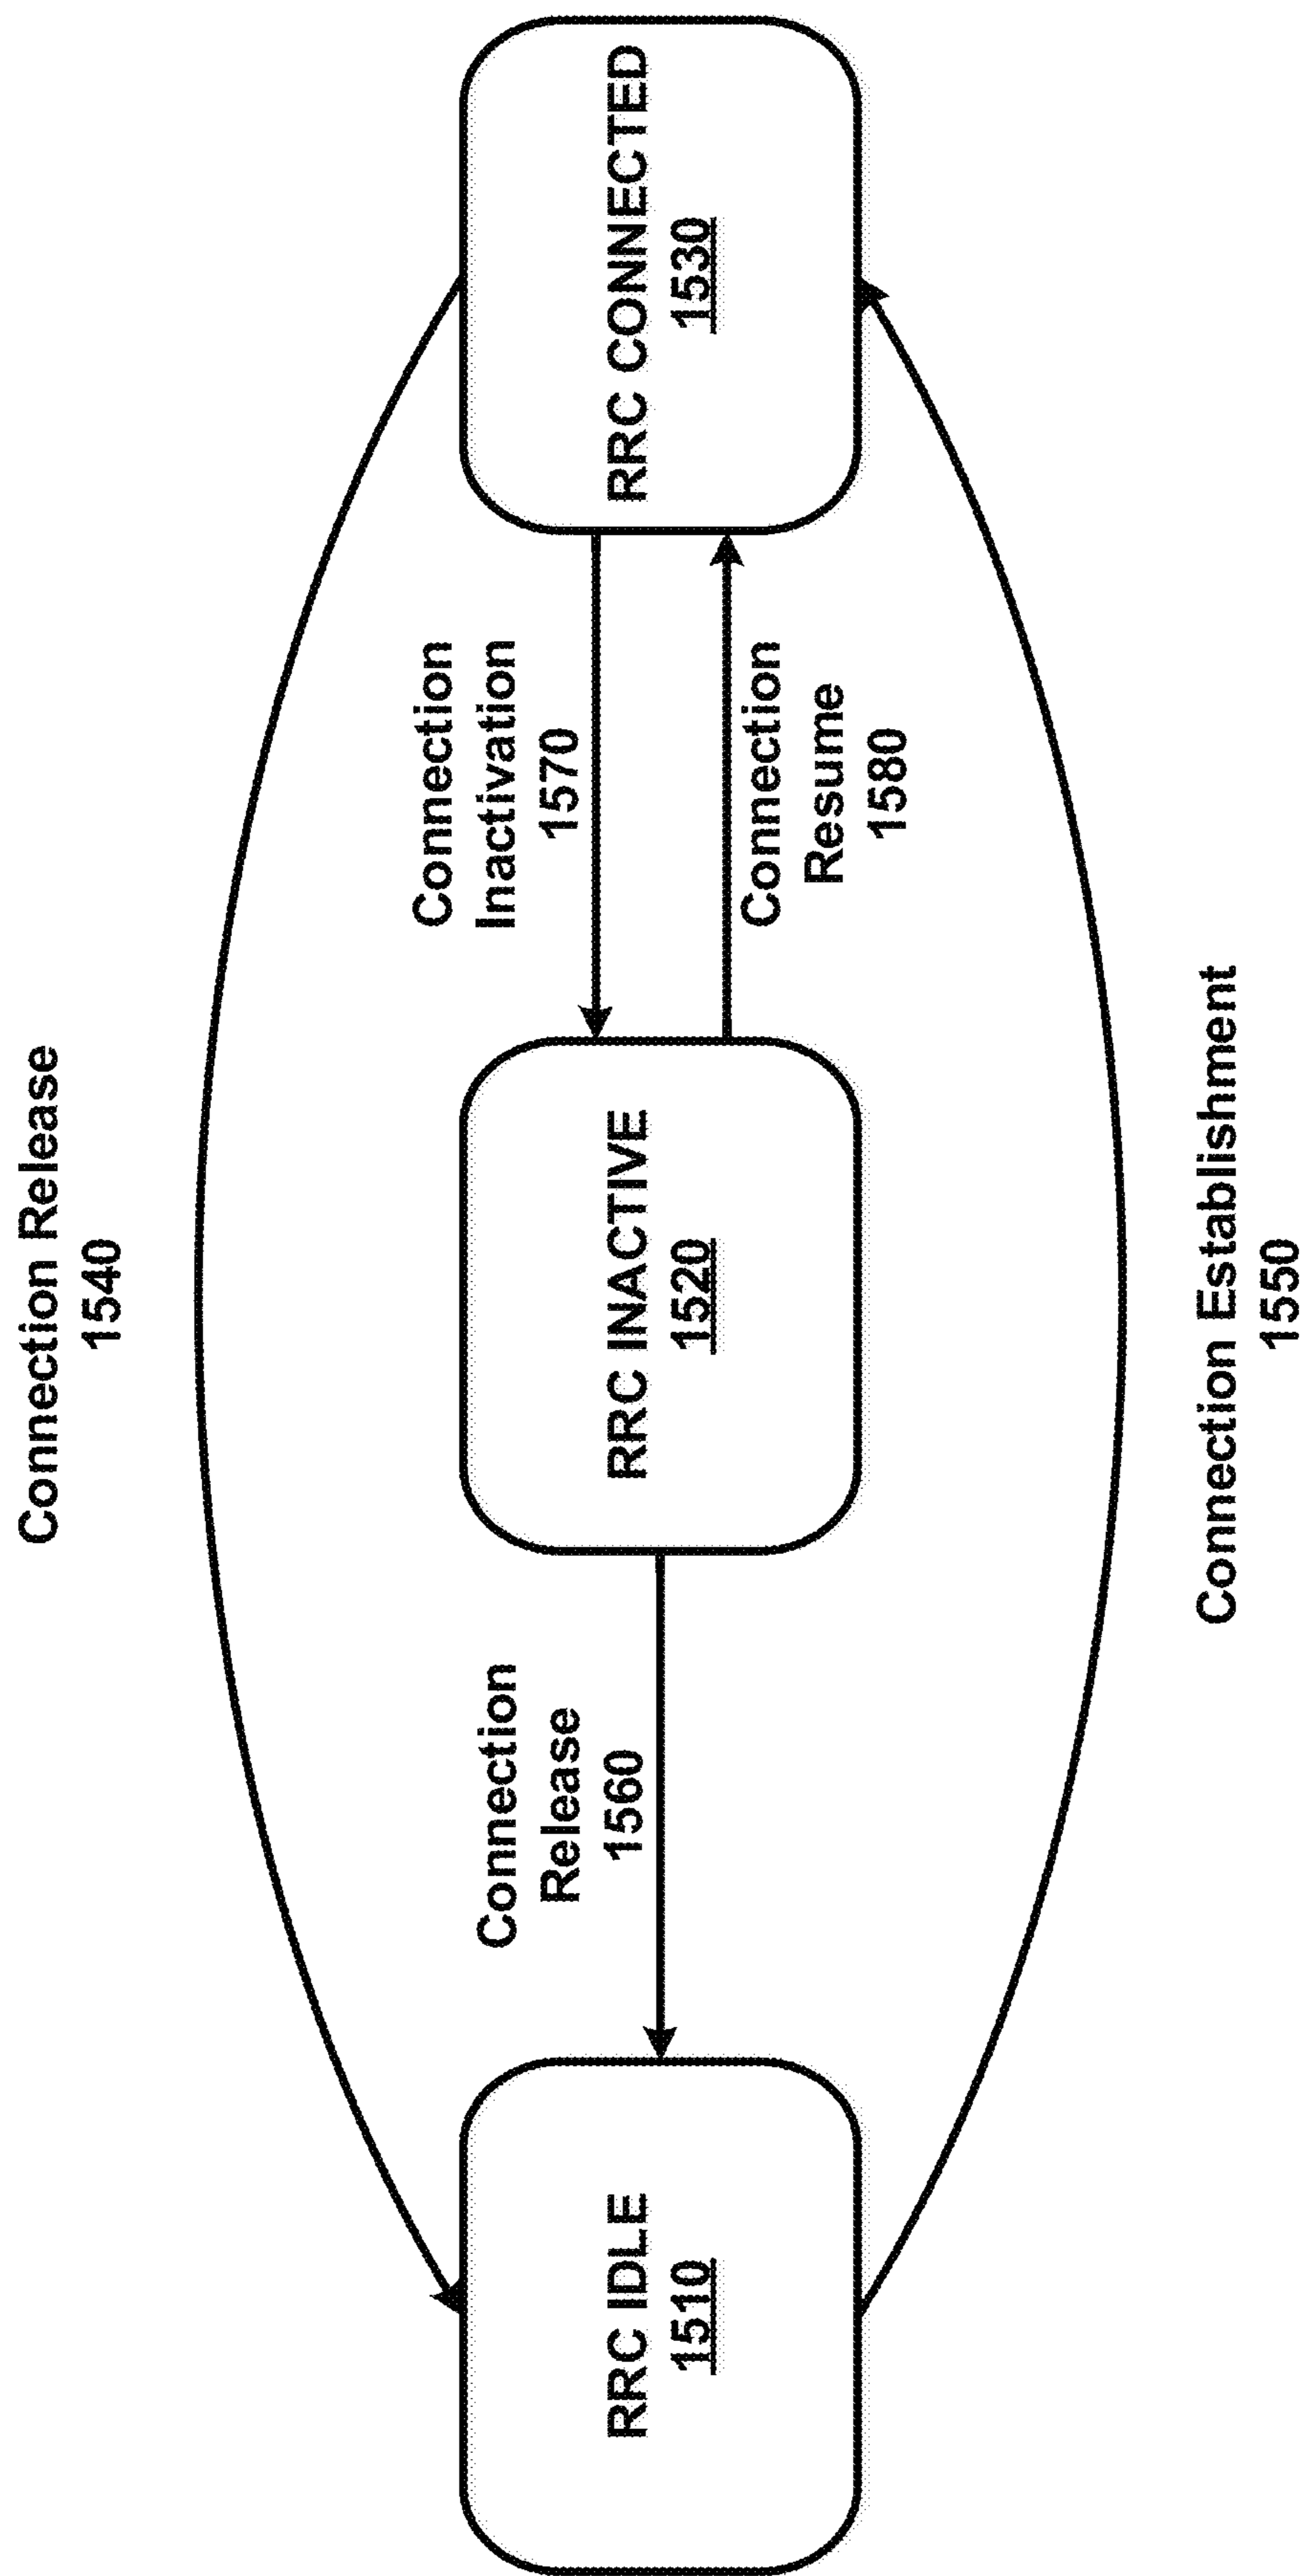 Connection Release
1540
RRC IDLE
1510
Connection
Release
1560
RRC INACTIVE
1520
Connection
Inactivation
1570
Connection
Resume
1580
RRC CONNECTED
1530
Connection Establishment
1550